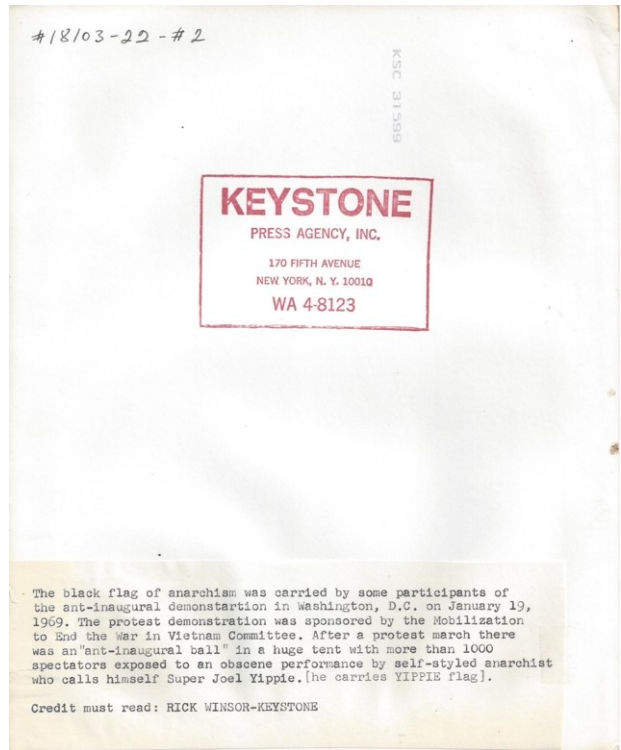 #18103-22-#2
KSC 31599
KEYSTONE
PRESS AGENCY, INC.
170 FIFTH AVENUE
NEW YORK, N. Y. 10010
WA 4-8123
The black flag of anarchism was carried by some participants of
the ant-inaugural demonstartion in Washington, D.C. on January 19,
1969. The protest demonstration was sponsored by the Mobilization
to End the War in Vietnam Committee. After a protest march there
was an"ant-inaugural ball" in a huge tent with more than 1000
spectators exposed to an obscene performance by self-styled anarchist
who calls himself Super Joel Yippie.[he carries YIPPIE flag].
Credit must read: RICK WINSOR-KEYSTONE